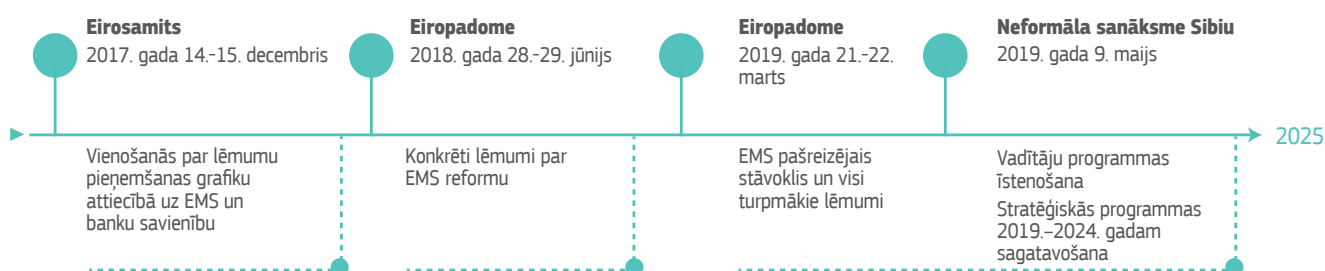 Eirosamits
2017. gada 14.-15. decembris
Vienošanās par lēmumu
pieņemšanas grafiku
attiecībā uz EMS un
banku savienību
Eiropadome
2018. gada 28.-29. jūnijs
Konkrēti lēmumi par
EMS reformu
Eiropadome
2019. gada 21.-22.
marts
EMS pašreizējais
stāvoklis un visi
turpmākie lēmumi
Neformāla sanāksme Sibiu
2019. gada 9. maijs
Vadītāju programmas
īstenošana
Stratēģiskās programmas
2019.–2024. gadam
sagatavošana
2025